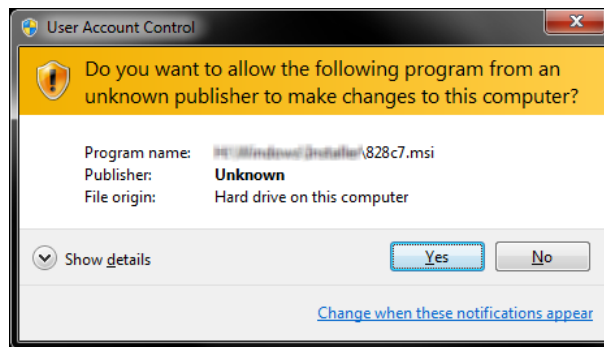 User Account Control
Do you want to allow the following program from an
unknown publisher to make changes to this computer?
Program name: \828c7.msi
Publisher: Unknown
File origin: Hard drive on this computer
Show details
Yes No
Change when these notifications appear